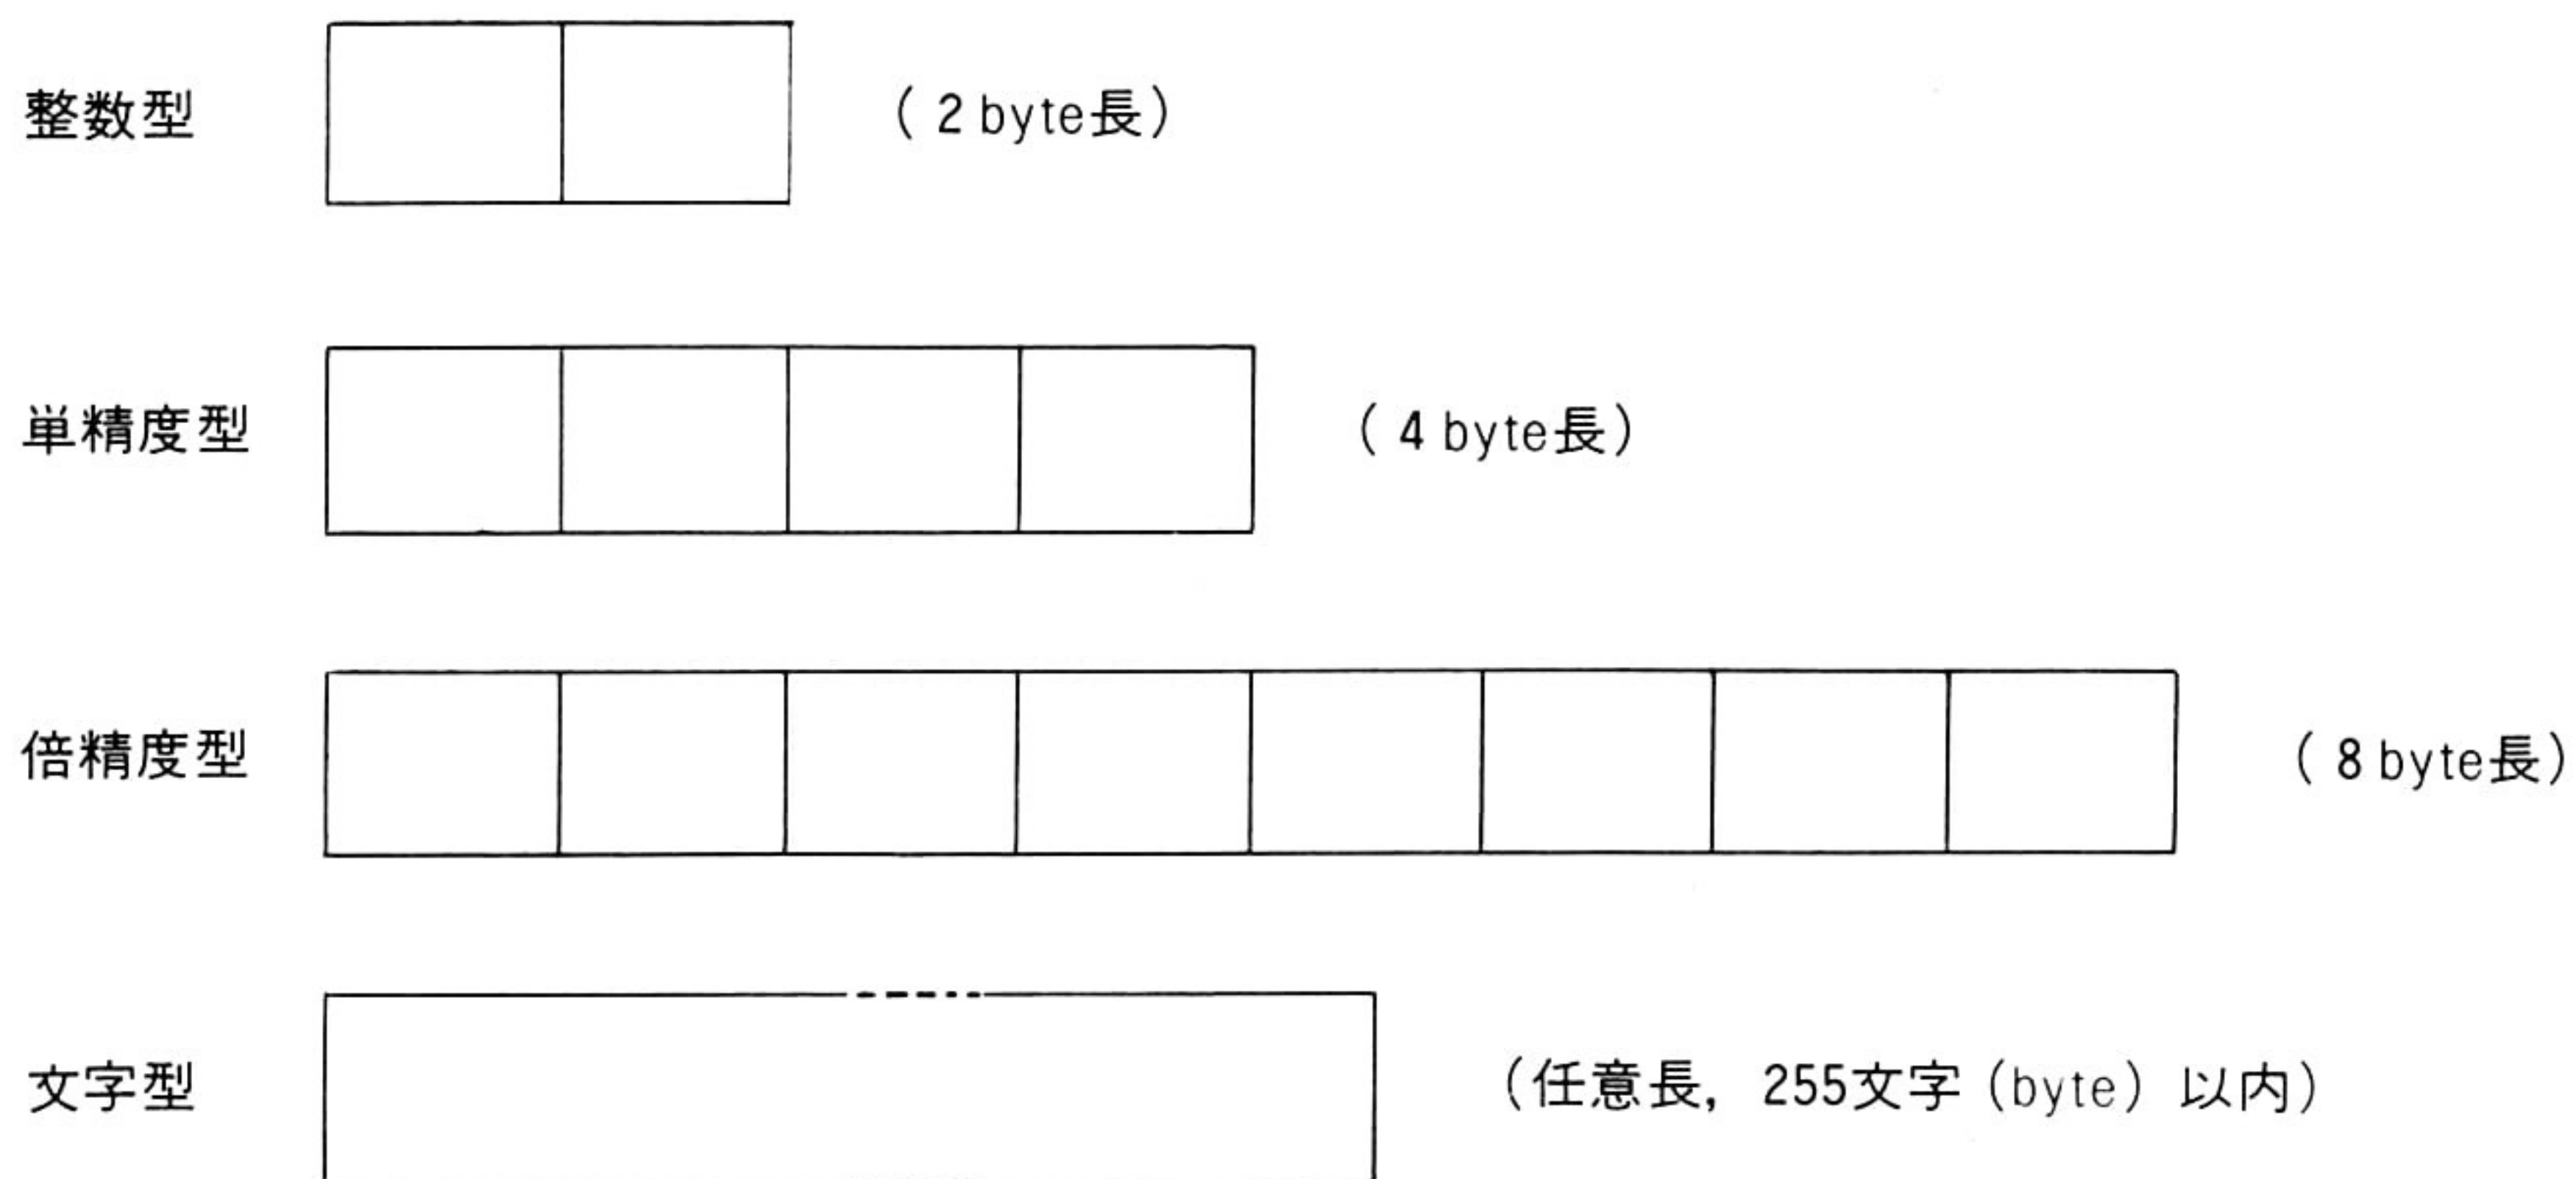 整数型 （2byte長）
単精度型 （4byte長）
倍精度型 （8byte長）
文字型 （任意長，255文字（byte）以内）